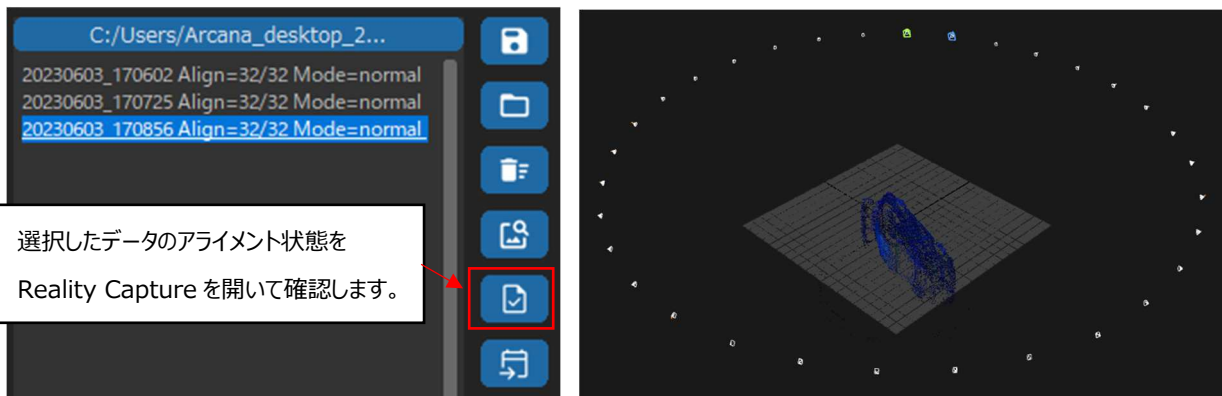 C:/Users/Arcana_desktop_2...
20230603_170602 Align=32/32 Mode=normal
20230603_170725 Align=32/32 Mode=normal
20230603_170856 Align=32/32 Mode=normal
選択したデータのアライメント状態を
Reality Capture を開いて確認します。